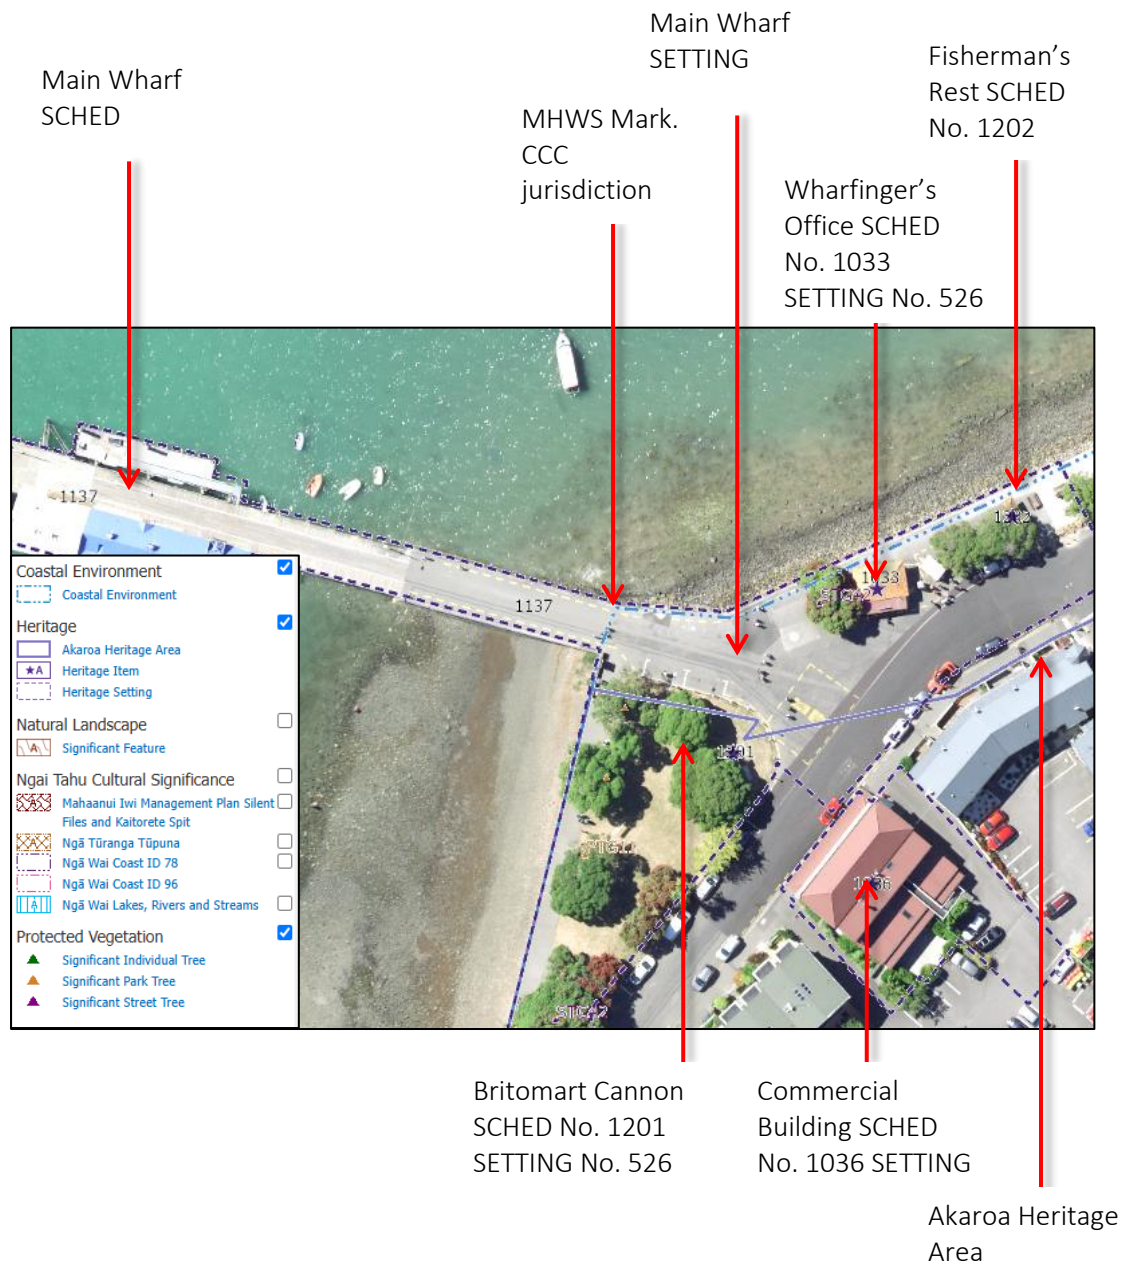 Main Wharf
SETTING
Fisherman’s
Rest SCHED
No. 1202
Main Wharf
SCHED
MHWS Mark.
CCC
jurisdiction
Wharfinger’s
Office SCHED
No. 1033
SETTING No. 526
1137
1137
1033
Coastal Environment
Coastal Environment
Heritage
Akaroa Heritage Area
★A Heritage Item
Heritage Setting
Natural Landscape
A Significant Feature
Ngai Tahu Cultural Significance
A Mahaanui Iwi Management Plan Silent
Files and Kaitorete Spit
A Ngā Tūranga Tūpuna
Ngā Wai Coast ID 78
Ngā Wai Coast ID 96
A Ngā Wai Lakes, Rivers and Streams
Protected Vegetation
Significant Individual Tree
Significant Park Tree
Significant Street Tree
Britomart Cannon
SCHED No. 1201
SETTING No. 526
Commercial
Building SCHED
No. 1036 SETTING
Akaroa Heritage
Area